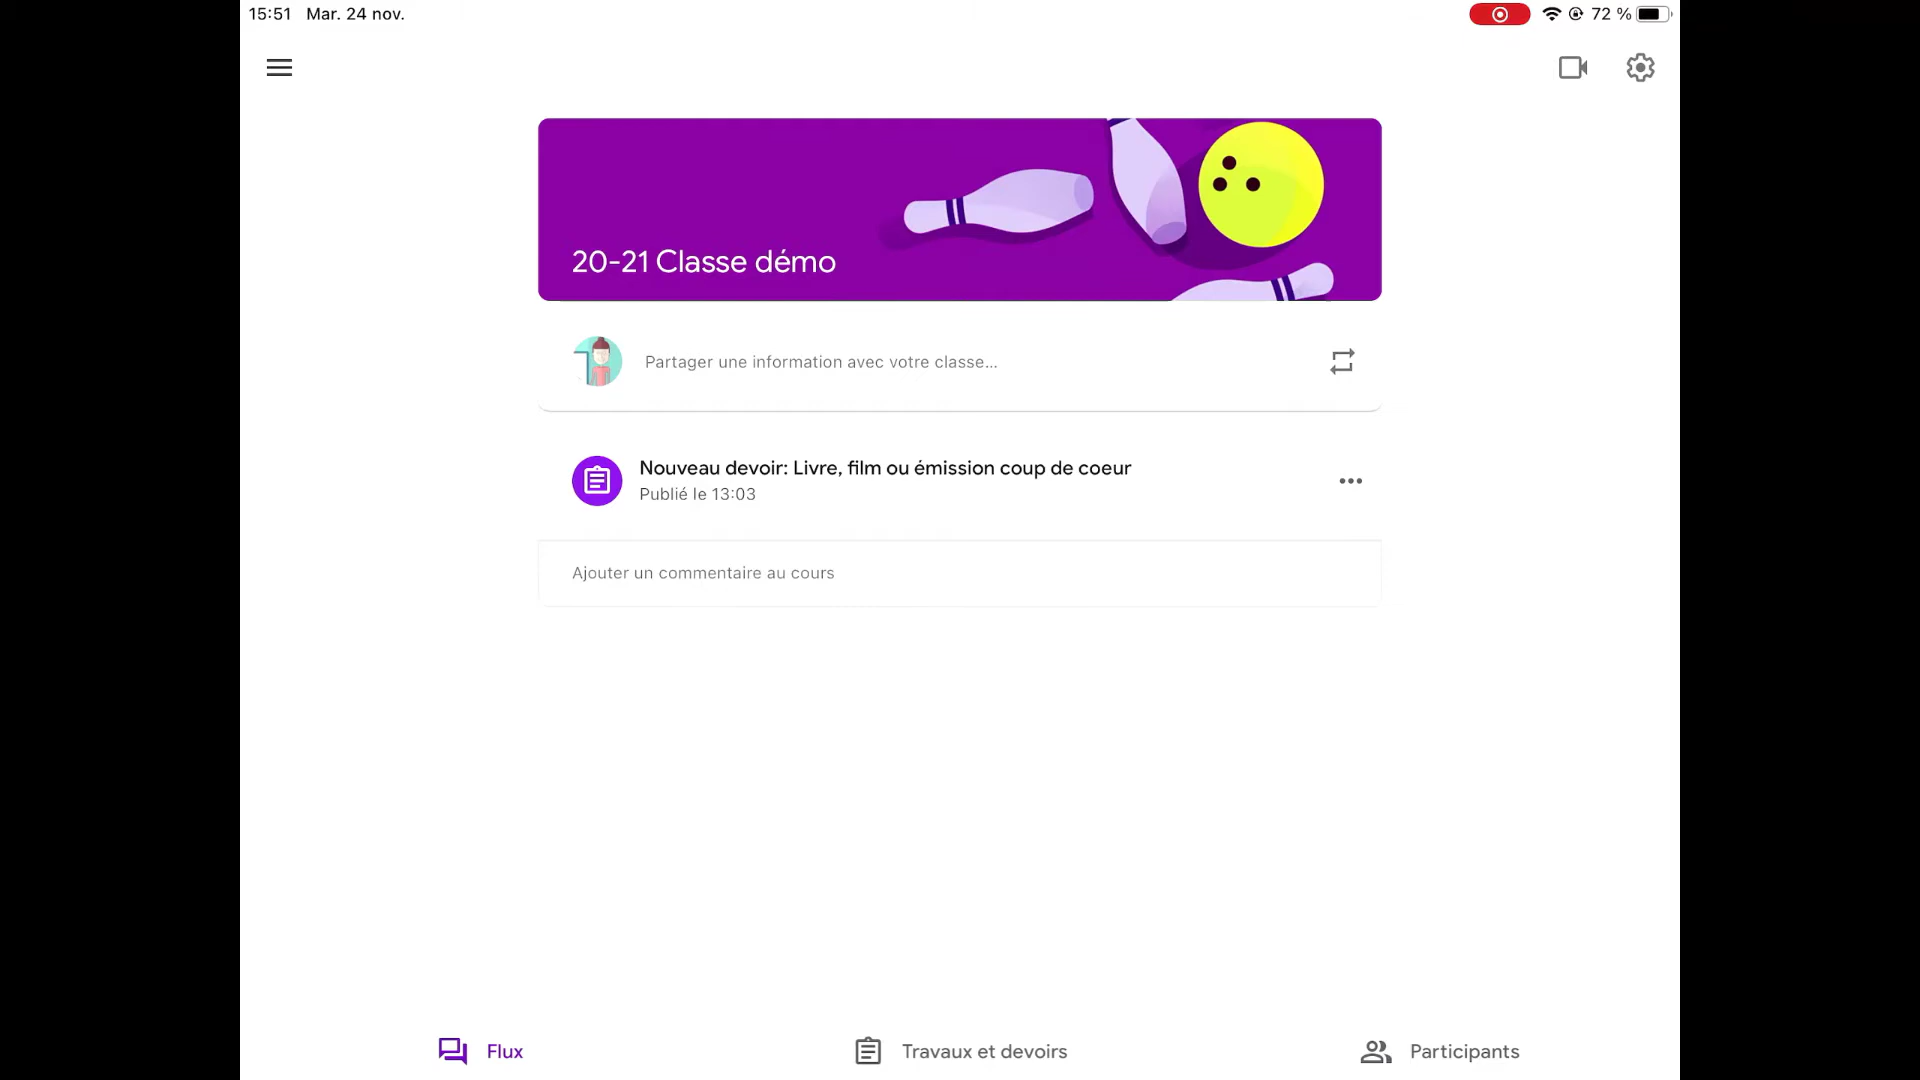 15:51 Mar. 24 nov.
72 %
20-21 Classe démo
Partager une information avec votre classe...
Nouveau devoir: Livre, film ou émission coup de coeur
Publié le 13:03
Ajouter un commentaire au cours
Flux
Travaux et devoirs
Participants